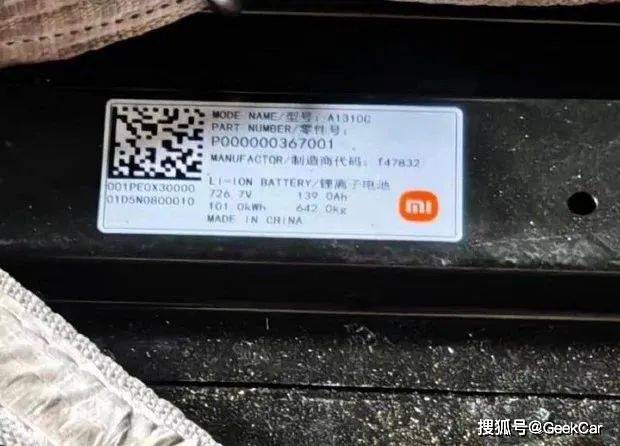 MODE NAME/型号: A1310C
PART NUMBER/零件号:
P000000367001
MANUFACTOR/制造商代码: f47832
001PE0X30000
01D5N0800010
LI-ION BATTERY/锂离子电池
726.7V 139.0Ah
101.0kWh 642.0kg
MADE IN CHINA
mi
搜狐号@GeekCar